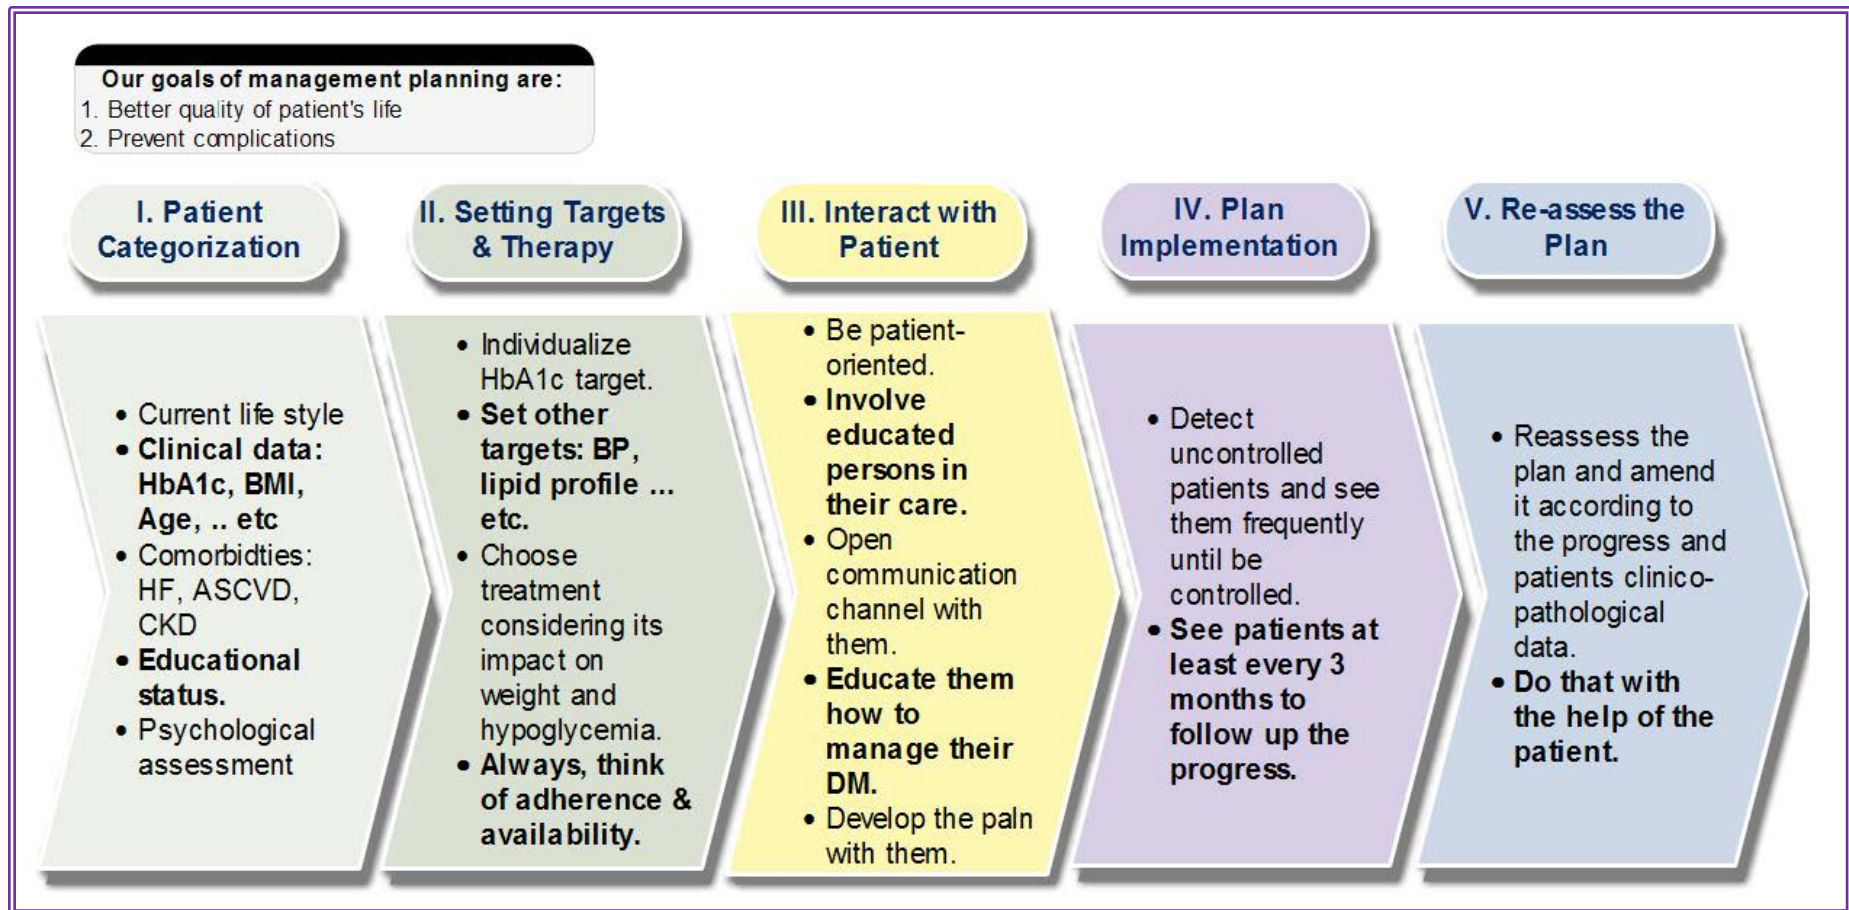 Our goals of management planning are:
1. Better quality of patient's life
2. Prevent complications
I. Patient
Categorization
• Current life style
• Clinical data:
HbA1c, BMI,
Age, .. etc
• Comorbidties:
HF, ASCVD,
CKD
• Educational
status.
• Psychological
assessment
II. Setting Targets
& Therapy
• Individualize
HbA1c target.
• Set other
targets: BP,
lipid profile ...
etc.
• Choose
treatment
considering its
impact on
weight and
hypoglycemia.
• Always, think
of adherence &
availability.
III. Interact with
Patient
• Be patient-
oriented.
• Involve
educated
persons in
their care.
• Open
communication
channel with
them.
• Educate them
how to
manage their
DM.
• Develop the paln
with them.
IV. Plan
Implementation
• Detect
uncontrolled
patients and see
them frequently
until be
controlled.
• See patients at
least every 3
months to
follow up the
progress.
V. Re-assess the
Plan
• Reassess the
plan and amend
it according to
the progress and
patients clinico-
pathological
data.
• Do that with
the help of the
patient.